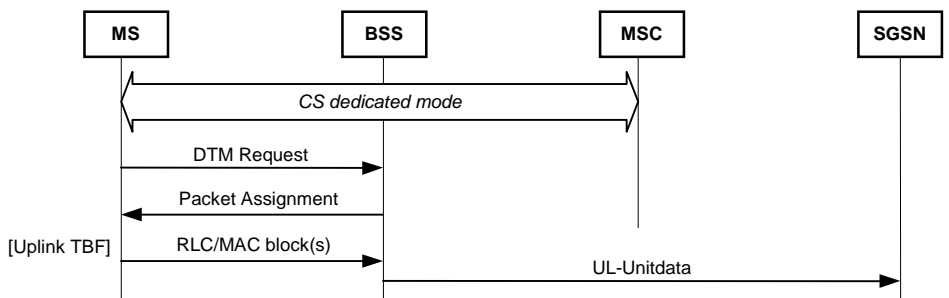 MS BSS MSC SGSN
CS dedicated mode
DTM Request
Packet Assignment
[Uplink TBF] RLC/MAC block(s)
UL-Unitdata